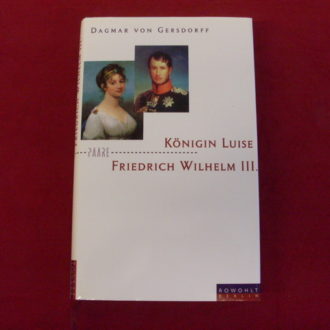 DAGMAR VON GERSDORFF
KÖNIGIN LUISE
PAARE
FRIEDRICH WILHELM III.
ROWOHLT
BERLIN